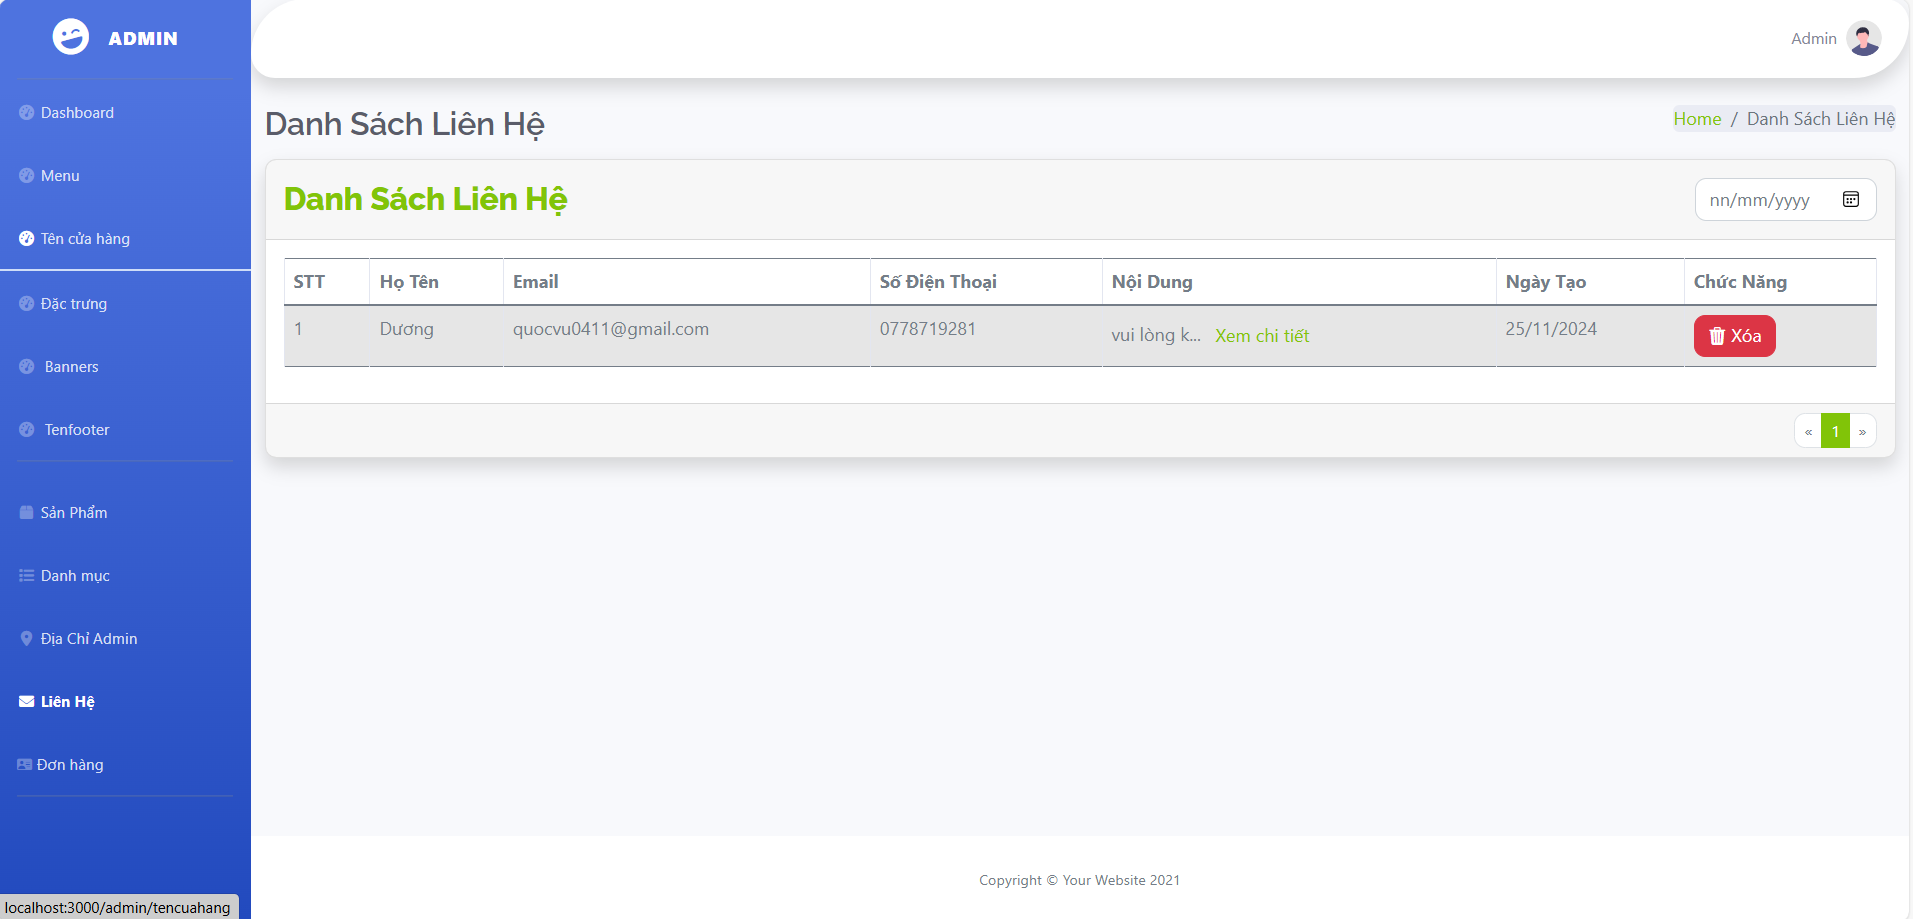 ADMIN
Admin
Dashboard
Menu
Tên cửa hàng
Đặc trưng
Banners
Tenfooter
Sản Phẩm
Danh mục
Địa Chỉ Admin
Liên Hệ
Đơn hàng
Danh Sách Liên Hệ
Home / Danh Sách Liên Hệ
Danh Sách Liên Hệ
nn/mm/yyyy
STT Họ Tên Email Số Điện Thoại Nội Dung Ngày Tạo Chức Năng
1 Dương quocvu0411@gmail.com 0778719281 vui lòng k... Xem chi tiết 25/11/2024 Xóa
« 1 »
Copyright © Your Website 2021
localhost:3000/admin/tencuahang